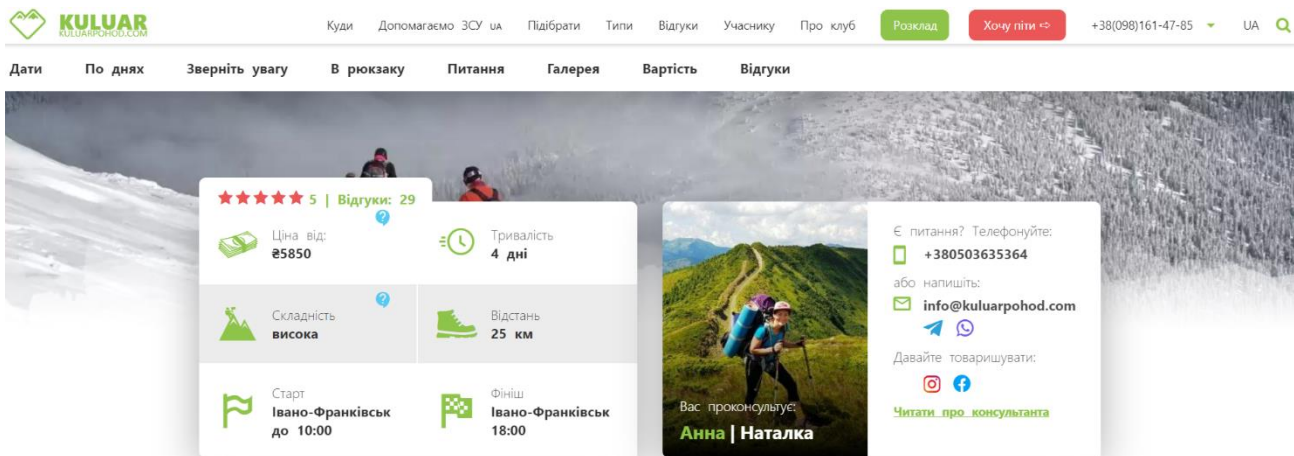 KULUAR
KULUARPOHOD.COM
Куди Допомагаємо ЗСУ UA Підібрати Типи Відгуки Учаснику Про клуб Розклад Хочу піти ⇨ +38(098)161-47-85 UA
Дати По днях Зверніть увагу В рюкзаку Питання Галерея Вартість Відгуки
5 | Відгуки: 29
Ціна від:
₴5850
Тривалість
4 дні
Складність
висока
Відстань
25 км
Старт
Івано-Франківськ
до 10:00
Фініш
Івано-Франківськ
18:00
Вас проконсультує:
Анна | Наталка
Є питання? Телефонуйте:
+380503635364
або напишіть:
info@kuluarpohod.com
Давайте товаришувати:
Читати про консультанта